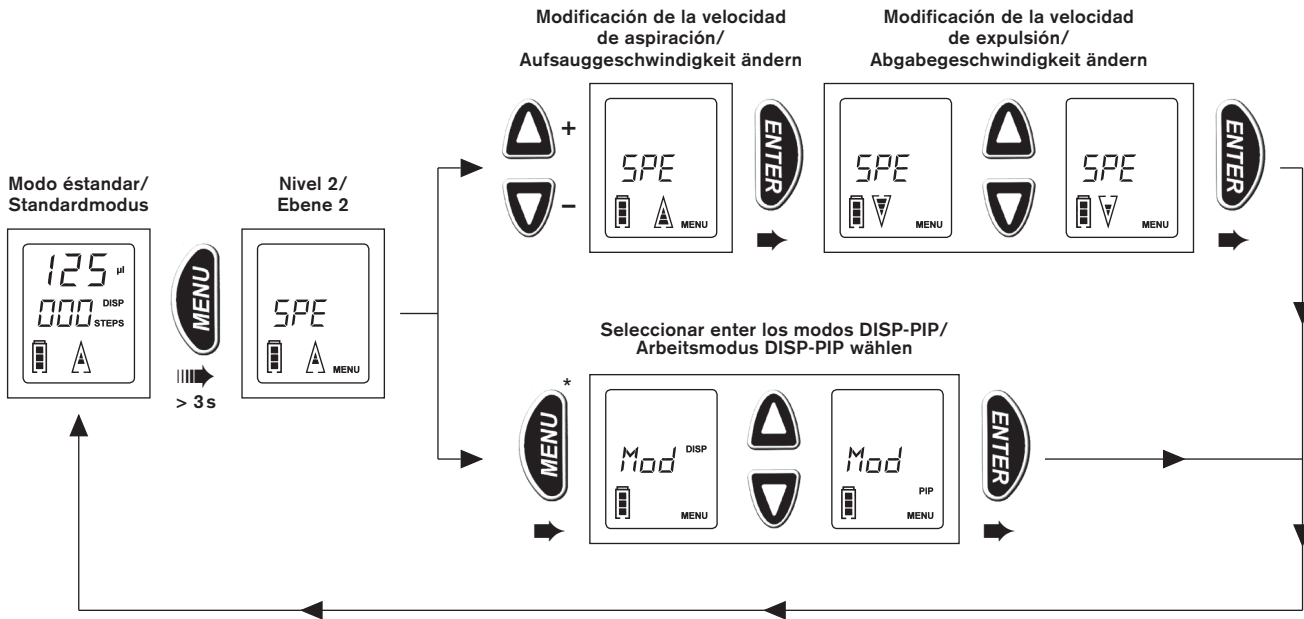 Modificación de la velocidad
de aspiración/
Aufsauggeschwindigkeit ändern
Modificación de la velocidad
de expulsión/
Abgabegeschwindigkeit ändern
+
–
SPE
MENU
ENTER
SPE
MENU
SPE
MENU
ENTER
Modo éstandar/
Standardmodus
125 µl
000 DISP
STEPS
MENU
> 3s
Nivel 2/
Ebene 2
SPE
MENU
Seleccionar enter los modos DISP-PIP/
Arbeitsmodus DISP-PIP wählen
MENU *
Mod DISP
MENU
Mod
PIP
MENU
ENTER